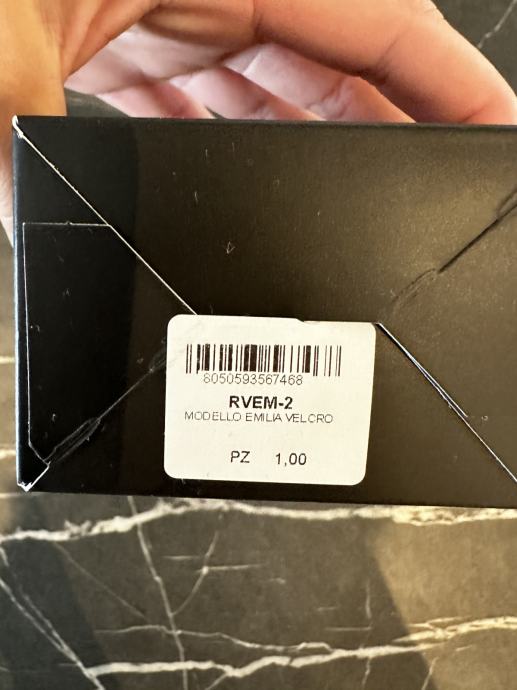 8050593567468
RVEM-2
MODELLO EMILIA VELCRO
PZ 1,00